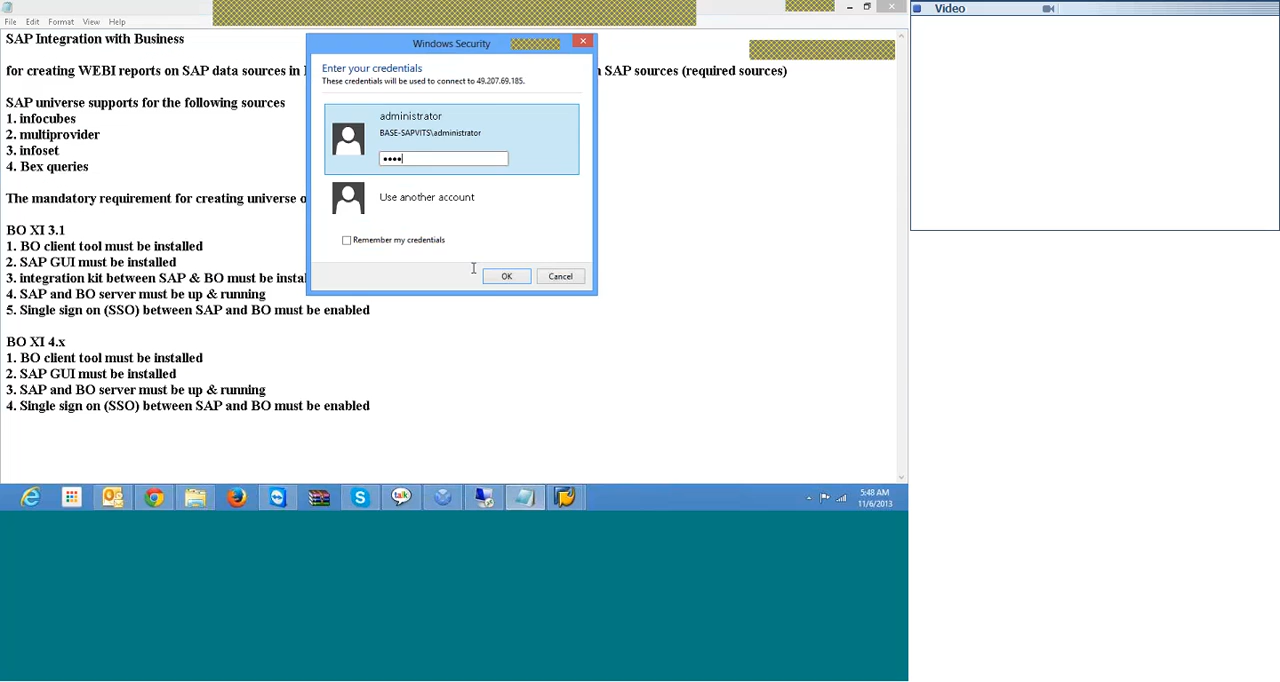 File Edit Format View Help
Video
SAP Integration with Business
for creating WEBI reports on SAP data sources in
SAP sources (required sources)
SAP universe supports for the following sources
1. infocubes
2. multiprovider
3. infoset
4. Bex queries
The mandatory requirement for creating universe
BO XI 3.1
1. BO client tool must be installed
2. SAP GUI must be installed
3. integration kit between SAP & BO must be
4. SAP and BO server must be up & running
5. Single sign on (SSO) between SAP and BO must be enabled
BO XI 4.x
1. BO client tool must be installed
2. SAP GUI must be installed
3. SAP and BO server must be up & running
4. Single sign on (SSO) between SAP and BO must be enabled
Windows Security
Enter your credentials
These credentials will be used to connect to 49.207.69.185.
administrator
BASE-SAPVITS\administrator
Use another account
Remember my credentials
OK Cancel
talk
5:48 AM
11/6/2013